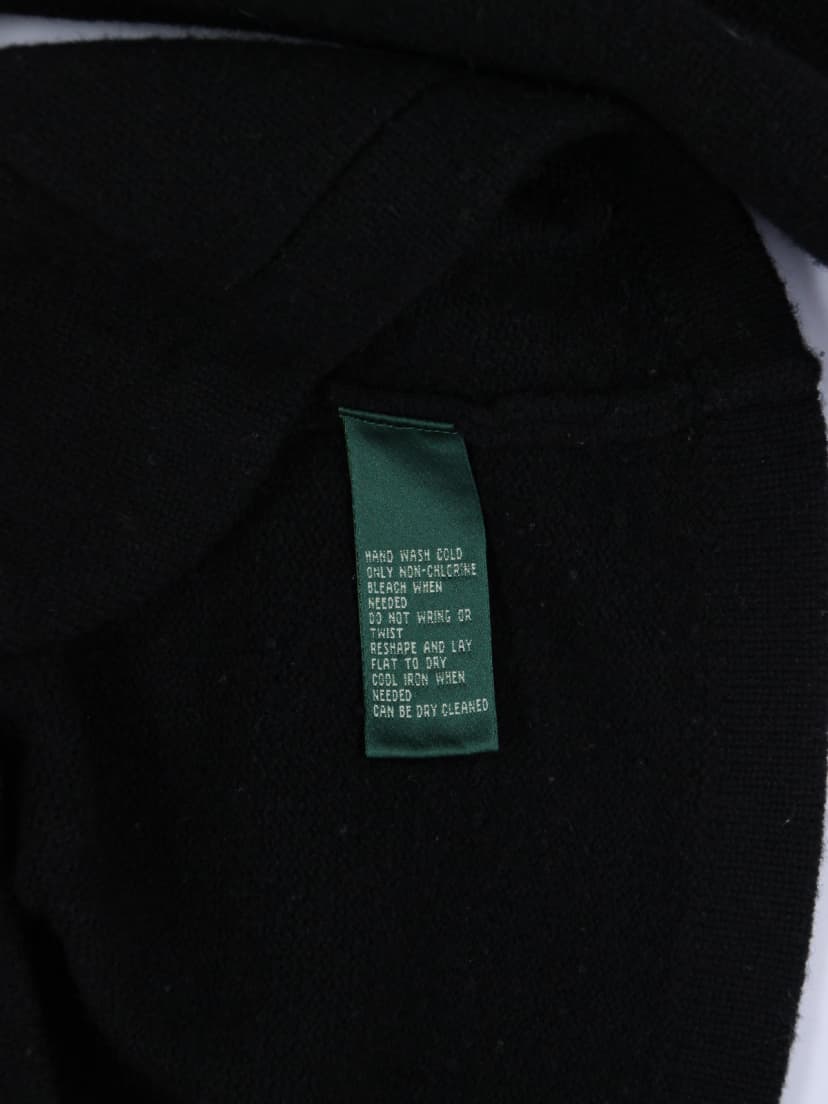 HAND WASH COLD
ONLY NON-CHLORINE
BLEACH WHEN
NEEDED
DO NOT WRING OR
TWIST
RESHAPE AND LAY
FLAT TO DRY
COOL IRON WHEN
NEEDED
CAN BE DRY CLEANED